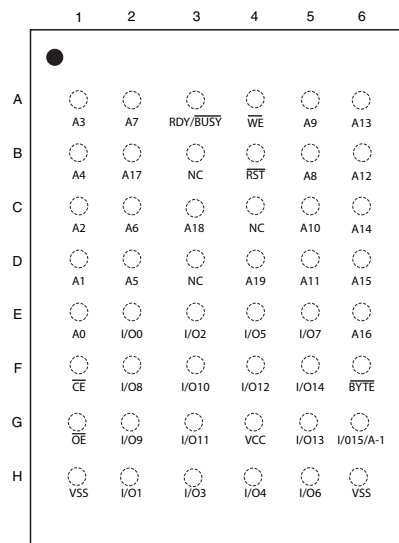 1 2 3 4 5 6
A
A3 A7 RDY/BUSY WE A9 A13
B
A4 A17 NC RST A8 A12
C
A2 A6 A18 NC A10 A14
D
A1 A5 NC A19 A11 A15
E
A0 I/O0 I/O2 I/O5 I/O7 A16
F
CE I/O8 I/O10 I/O12 I/O14 BYTE
G
OE I/O9 I/O11 VCC I/O13 I/015/A-1
H
VSS I/O1 I/O3 I/O4 I/O6 VSS